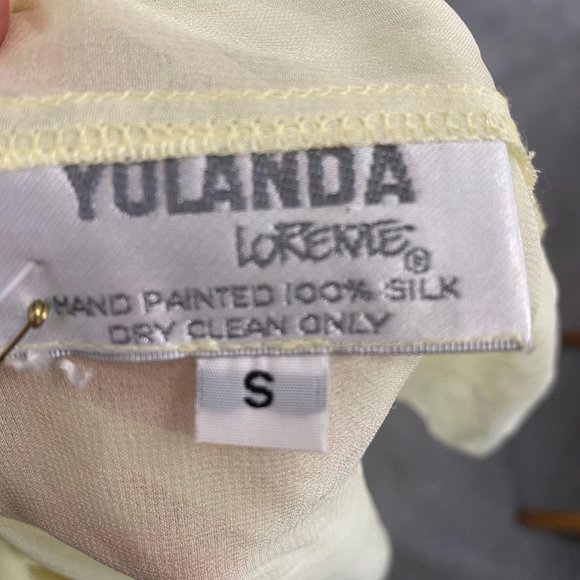 YOLANDA
LOREnTE®
HAND PAINTED 100% SILK
DRY CLEAN ONLY
S